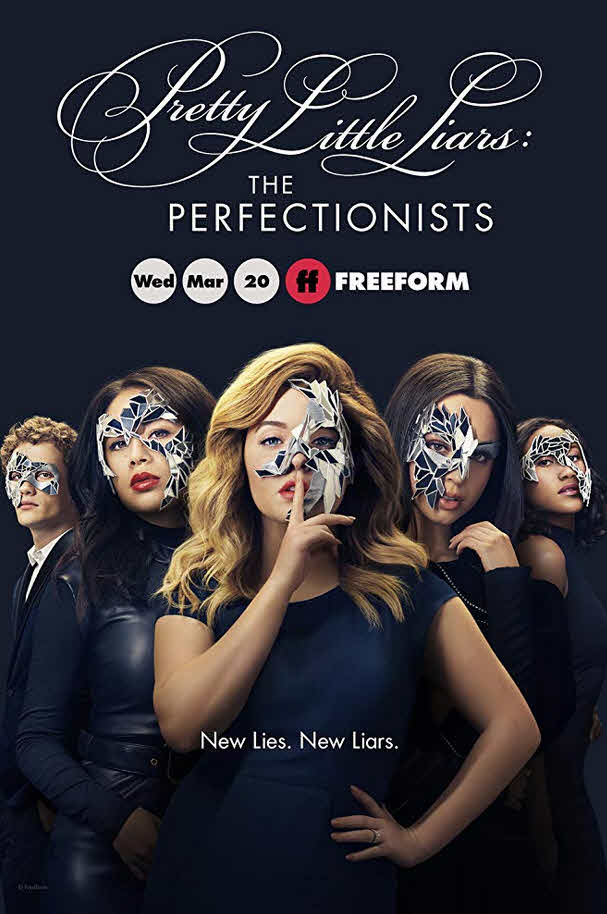 Pretty Little Liars:
THE
PERFECTIONISTS
Wed Mar 20 ff FREEFORM
New Lies. New Liars.